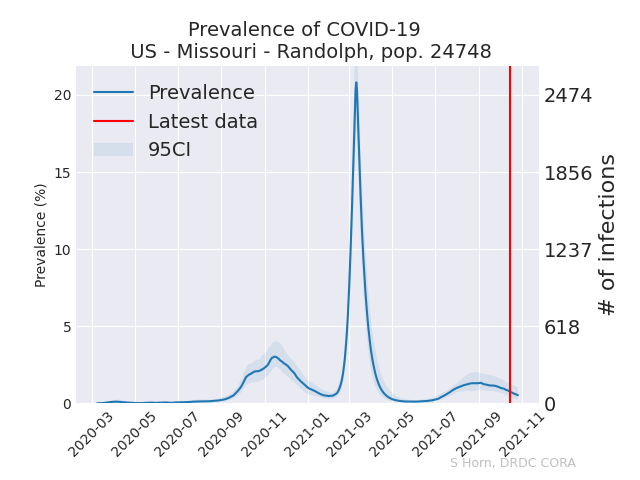 Prevalence of COVID-19
US - Missouri - Randolph, pop. 24748
Prevalence
Latest data
95CI
Prevalence (%)
20
15
10
5
0
2474
1856
1237
618
0
# of infections
2020-03
2020-05
2020-07
2020-09
2020-11
2021-01
2021-03
2021-05
2021-07
2021-09
2021-11
S Horn, DRDC CORA